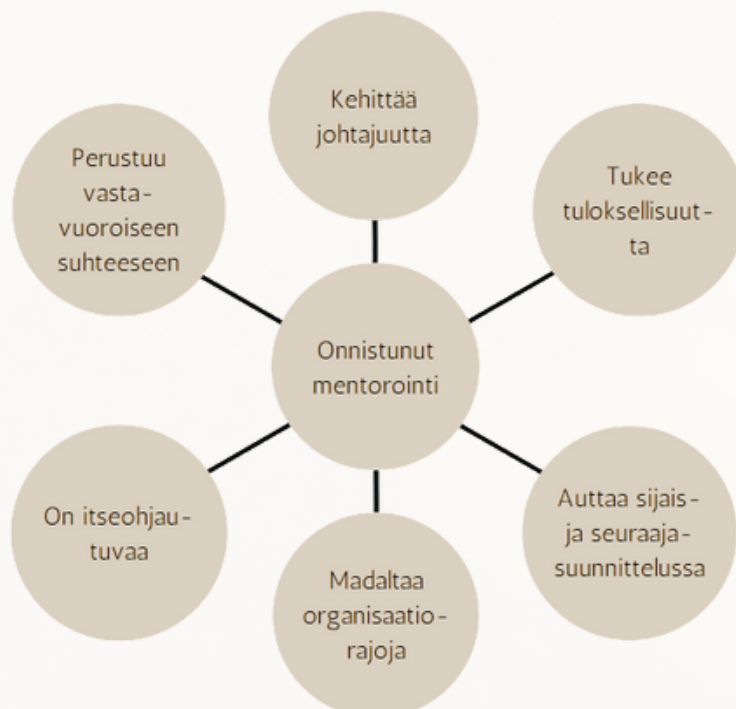 Kehittää
johtajuutta
Perustuu
vasta-
vuoroiseen
suhteeseen
Tukee
tuloksellisuut-
ta
Onnistunut
mentorointi
On itseohjau-
tuvaa
Auttaa sijais-
ja seuraaja-
suunnittelussa
Madaltaa
organisaatio-
rajoja